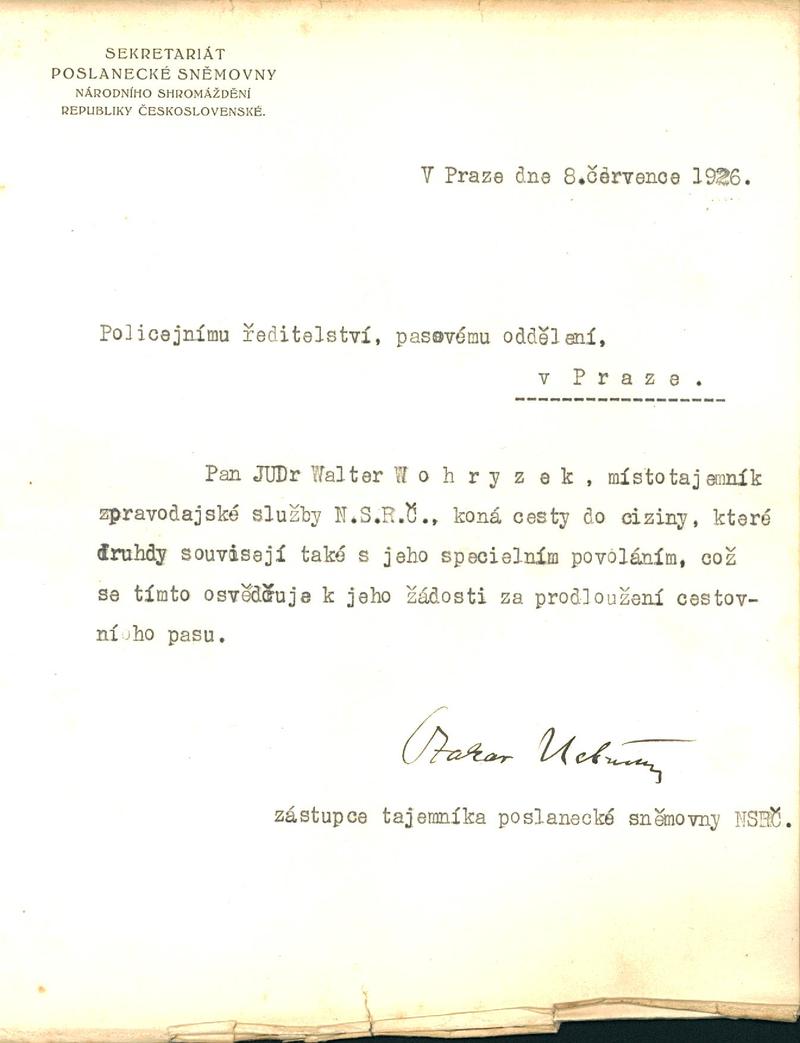 SEKRETARIÁT
POSLANECKÉ SNĚMOVNY
NÁRODNÍHO SHROMÁŽDĚNÍ
REPUBLIKY ČESKOSLOVENSKÉ.
V Praze dne 8.července 1926.
Policejnímu ředitelství, pasovému oddělení,
v P r a z e .
Pan JUDr Walter W o h r y z e k , místotajemník
zpravodajské služby N.S.R.Č., koná cesty do ciziny, které
druhdy souvisejí také s jeho specielním povoláním, což
se tímto osvědčuje k jeho žádosti za prodloužení cestov-
ního pasu.
zástupce tajemníka poslanecké sněmovny NSRČ.